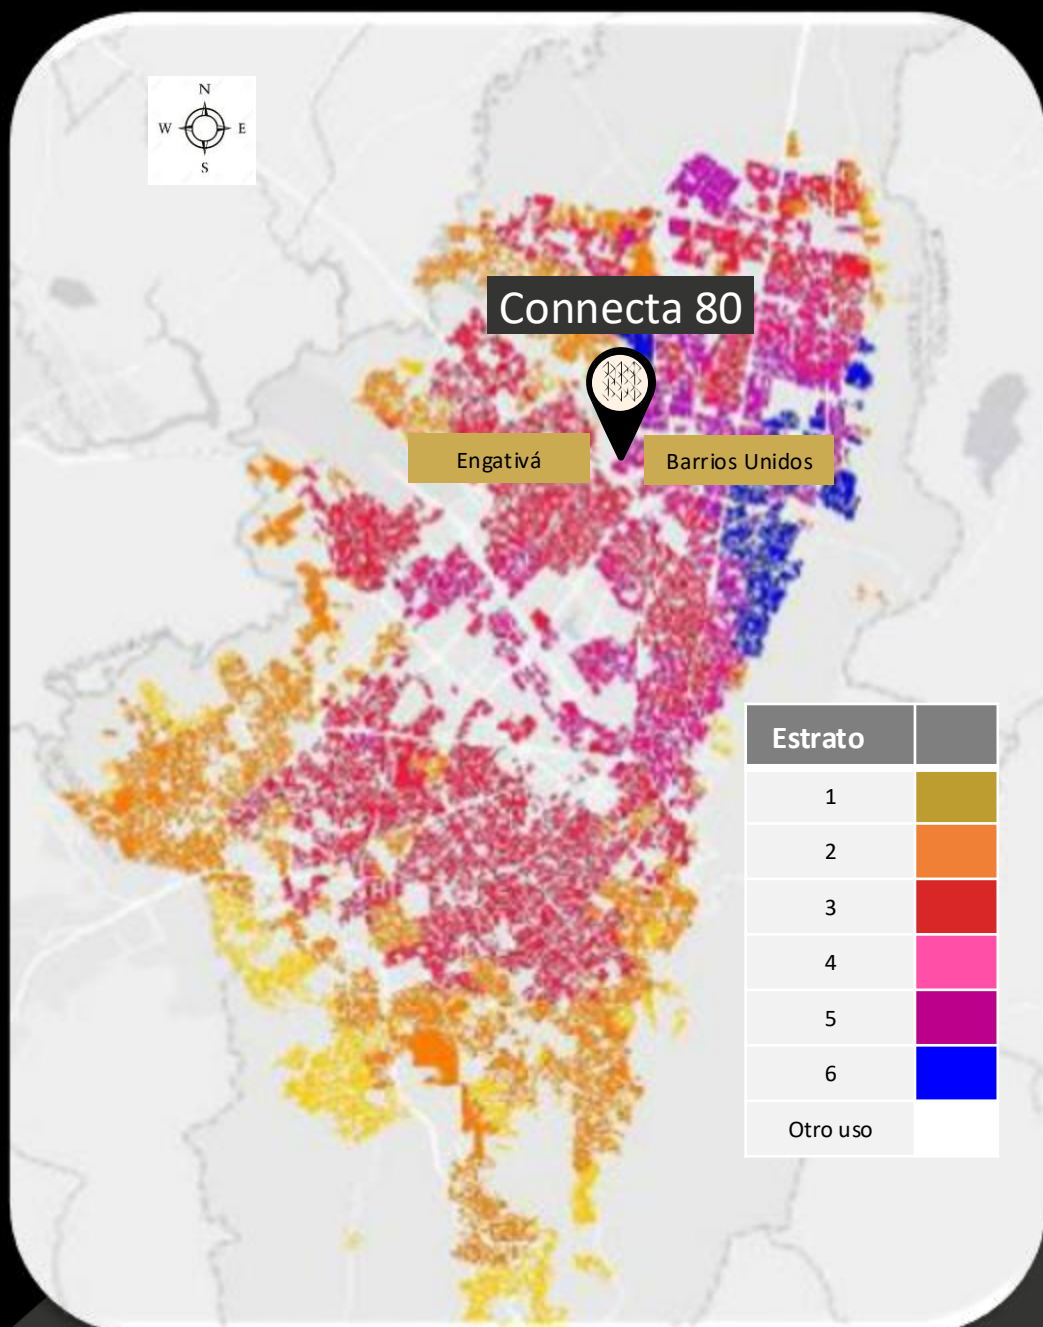 N
W E
S
Connecta 80
Engativá
Barrios Unidos
Estrato
1
2
3
4
5
6
Otro uso